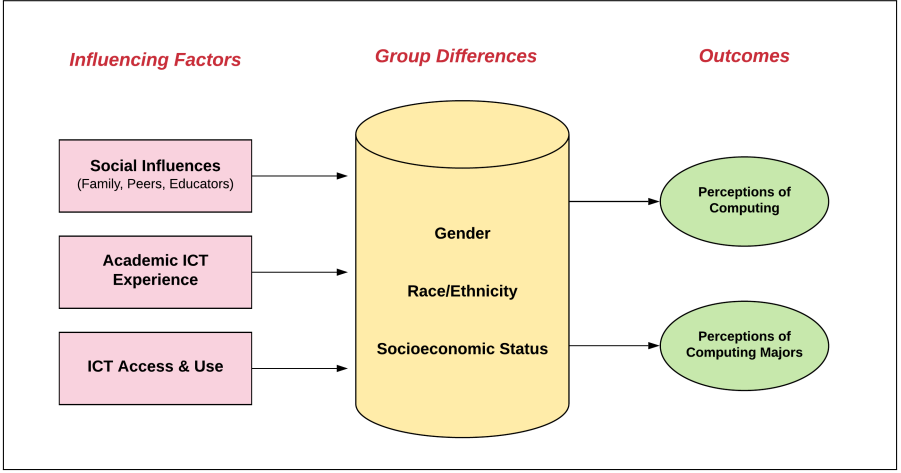 Influencing Factors
Group Differences
Outcomes
Social Influences
(Family, Peers, Educators)
Academic ICT
Experience
ICT Access & Use
Gender
Race/Ethnicity
Socioeconomic Status
Perceptions of
Computing
Perceptions of
Computing Majors